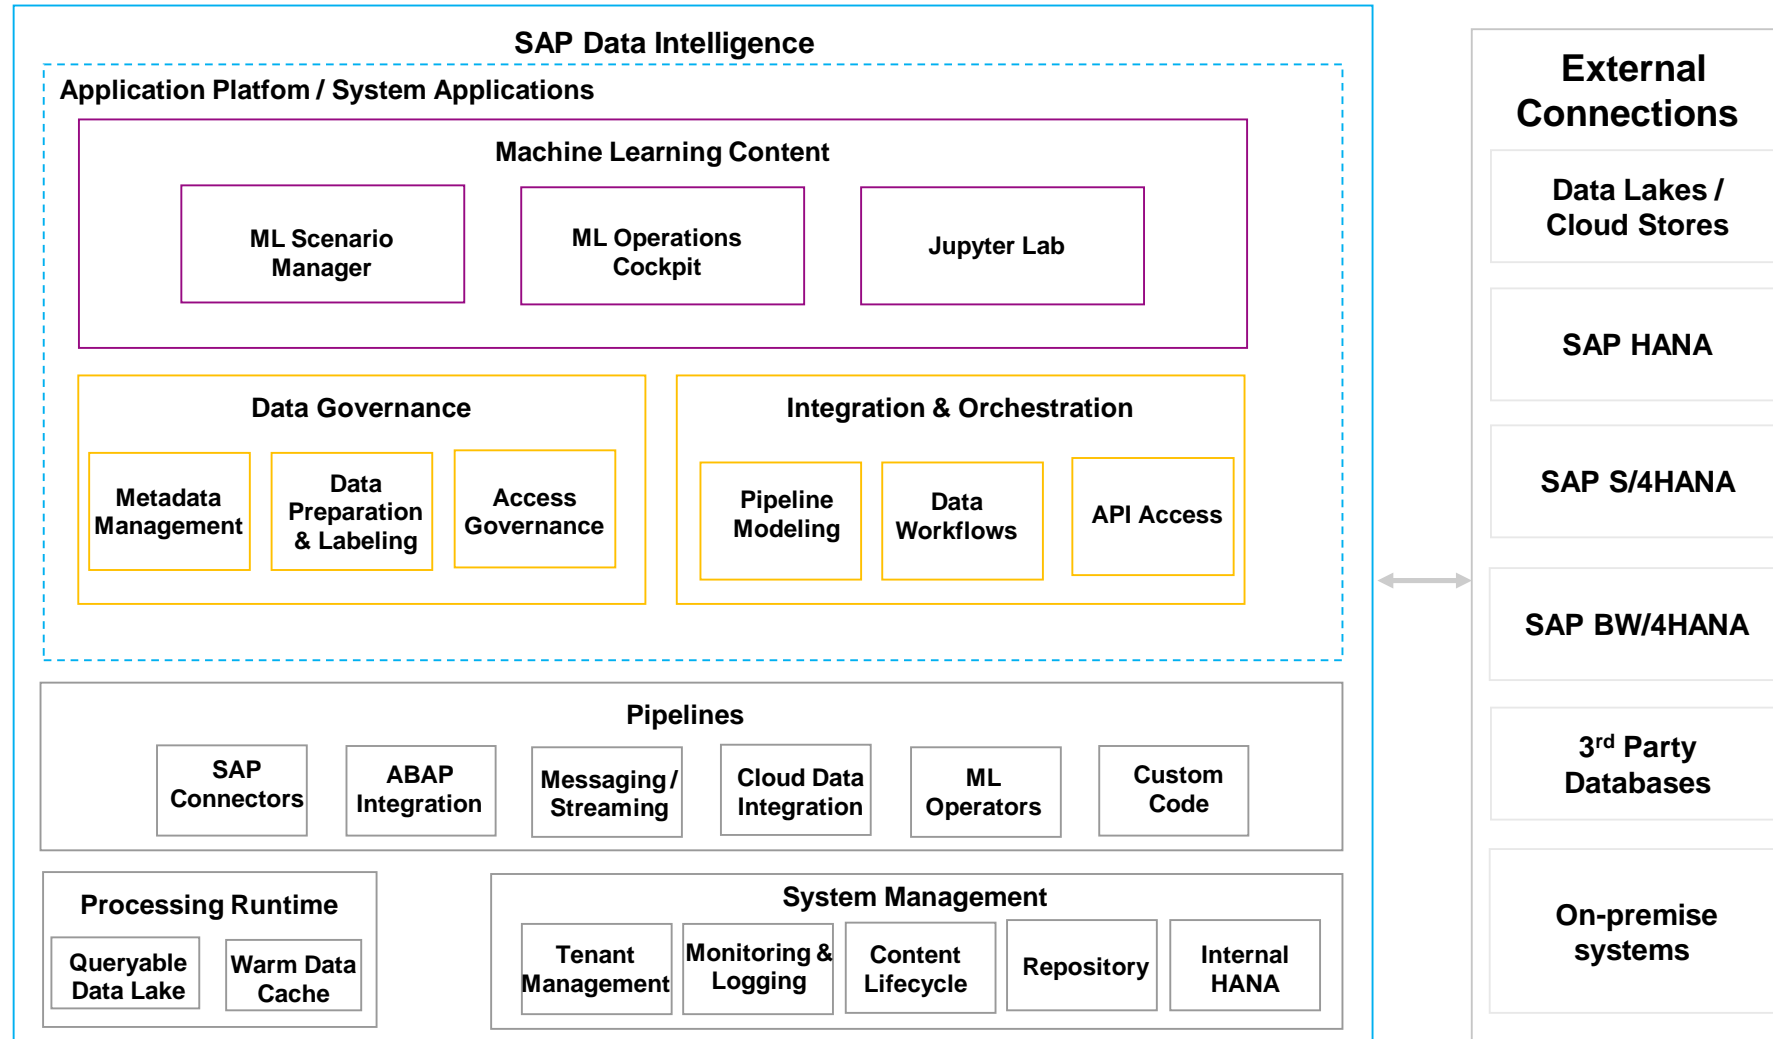 SAP Data Intelligence
Application Platfom / System Applications
Machine Learning Content
ML Scenario
Manager
ML Operations
Cockpit
Jupyter Lab
Data Governance
Metadata
Management
Data
Preparation
& Labeling
Access
Governance
Integration & Orchestration
Pipeline
Modeling
Data
Workflows
API Access
Pipelines
SAP
Connectors
ABAP
Integration
Messaging /
Streaming
Cloud Data
Integration
ML
Operators
Custom
Code
Processing Runtime
Queryable
Data Lake
Warm Data
Cache
System Management
Tenant
Management
Monitoring &
Logging
Content
Lifecycle
Repository
Internal
HANA
External
Connections
Data Lakes /
Cloud Stores
SAP HANA
SAP S/4HANA
SAP BW/4HANA
3rd Party
Databases
On-premise
systems